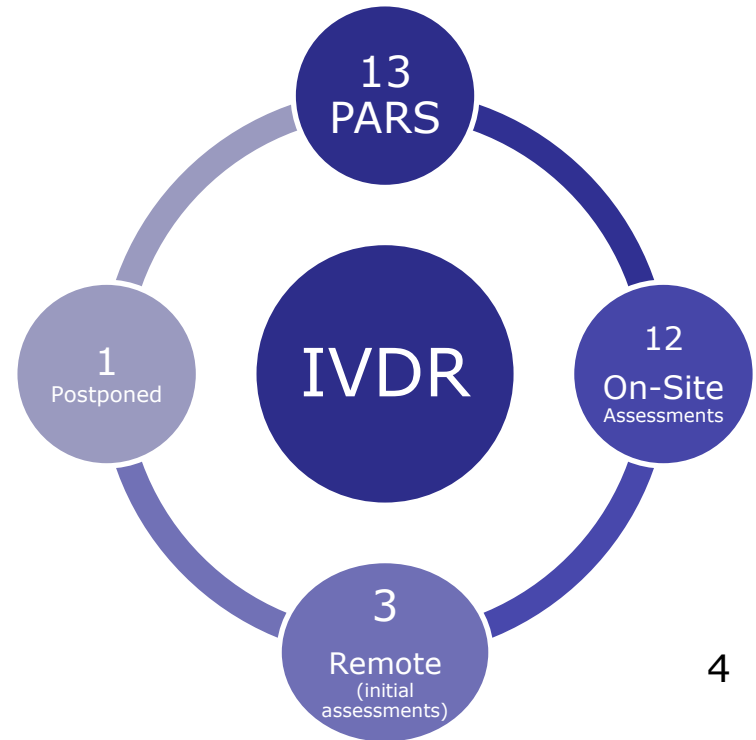 13
PARS
IVDR
12
On-Site
Assessments
3
Remote
(initial
assessments)
1
Postponed
4